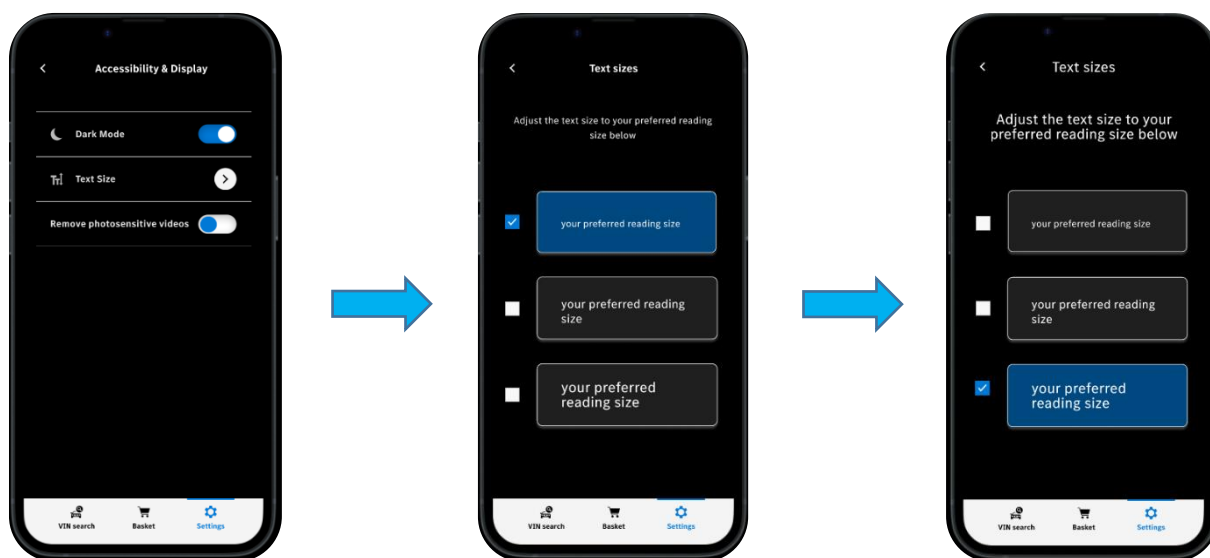 Accessibility & Display
Dark Mode
Text Size
Remove photosensitive videos
VIN search
Basket
Settings
Text sizes
Adjust the text size to your preferred reading
size below
your preferred reading size
your preferred reading
size
your preferred
reading size
VIN search
Basket
Settings
Text sizes
Adjust the text size to your
preferred reading size below
your preferred reading size
your preferred reading
size
your preferred
reading size
VIN search
Basket
Settings